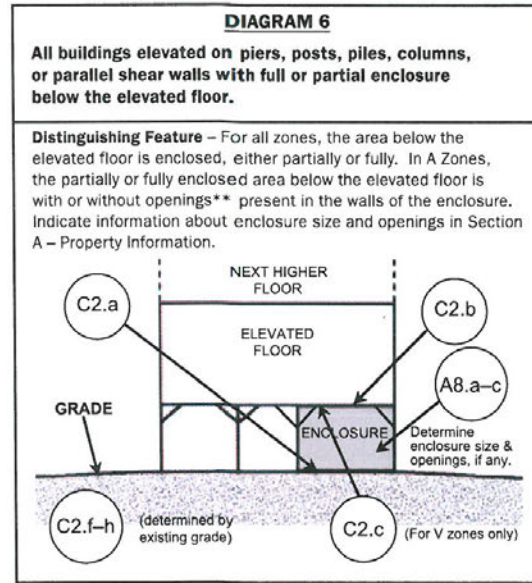 DIAGRAM 6
All buildings elevated on piers, posts, piles, columns,
or parallel shear walls with full or partial enclosure
below the elevated floor.
Distinguishing Feature – For all zones, the area below the
elevated floor is enclosed, either partially or fully. In A Zones,
the partially or fully enclosed area below the elevated floor is
with or without openings** present in the walls of the enclosure.
Indicate information about enclosure size and openings in Section
A – Property Information.
NEXT HIGHER
FLOOR
C2.a
C2.b
ELEVATED
FLOOR
A8.a–c
GRADE
ENCLOSURE
Determine
enclosure size &
openings, if any.
C2.f–h
(determined by
existing grade)
C2.c
(For V zones only)